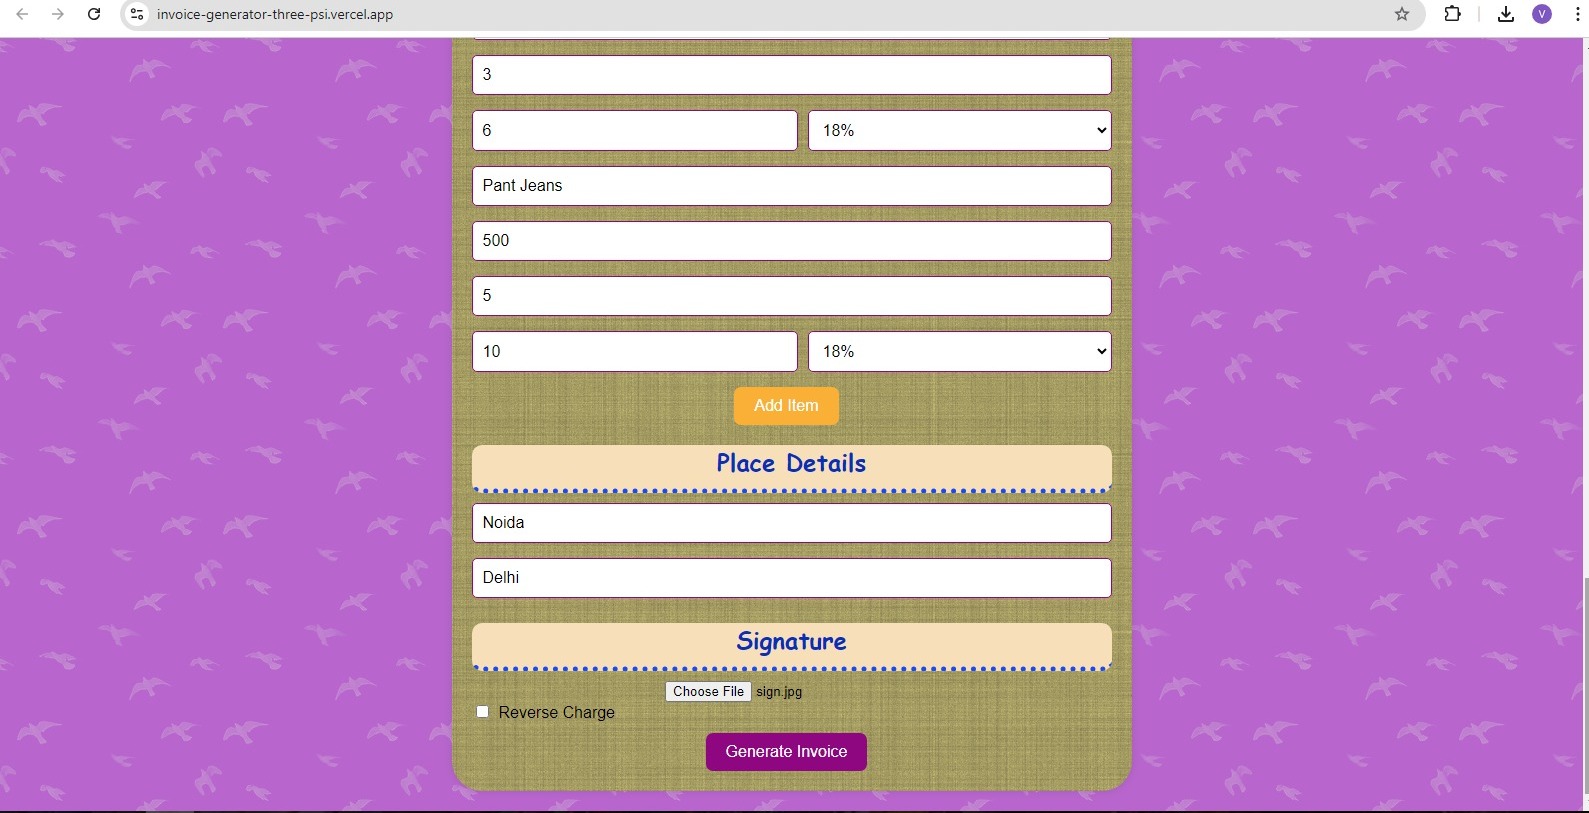 invoice-generator-three-psi.vercel.app
V
3
6 18%
Pant Jeans
500
5
10 18%
Add Item
Place Details
Noida
Delhi
Signature
Choose File sign.jpg
Reverse Charge
Generate Invoice